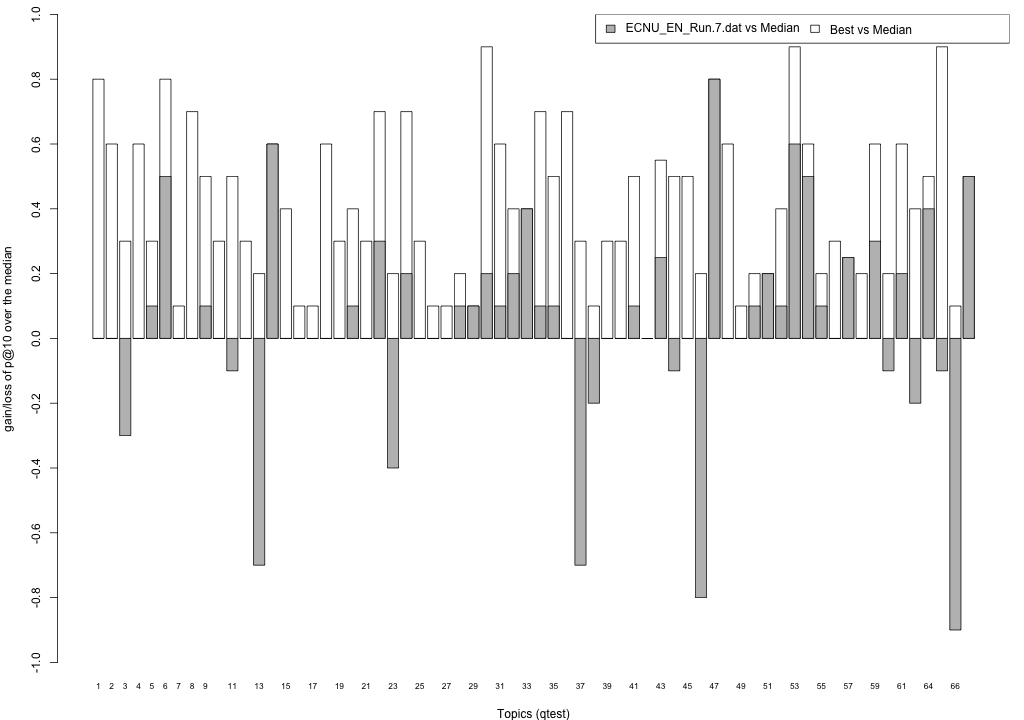 ECNU_EN_Run.7.dat vs Median Best vs Median
1.0
0.8
0.6
0.4
0.2
0.0
-0.2
-0.4
-0.6
-0.8
-1.0
gain/loss of p@10 over the median
1 2 3 4 5 6 7 8 9 11 13 15 17 19 21 23 25 27 29 31 33 35 37 39 41 43 45 47 49 51 53 55 57 59 61 64 66
Topics (qtest)